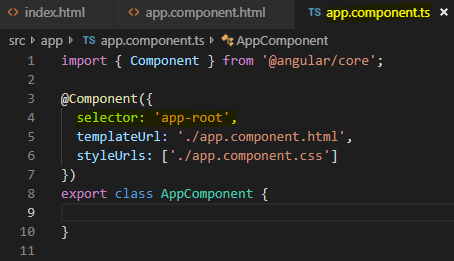 index.html app.component.html TS app.component.ts ×
src > app > TS app.component.ts > AppComponent
1 import { Component } from '@angular/core';
2
3 @Component({
4 selector: 'app-root',
5 templateUrl: './app.component.html',
6 styleUrls: ['./app.component.css']
7 })
8 export class AppComponent {
9
10 }
11